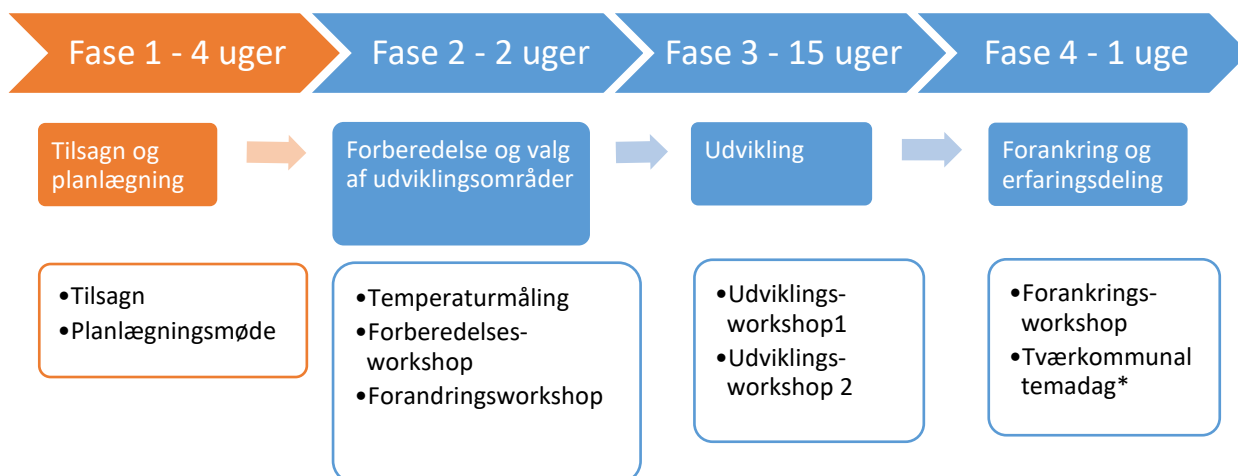 Fase 1 - 4 uger
Fase 2 - 2 uger
Fase 3 - 15 uger
Fase 4 - 1 uge
Tilsagn og
planlægning
Forberedelse og valg
af udviklingsområder
Udvikling
Forankring og
erfaringsdeling
•Tilsagn
•Planlægningsmøde
•Temperaturmåling
•Forberedelses-
workshop
•Forandringsworkshop
•Udviklings-
workshop1
•Udviklings-
workshop 2
•Forankrings-
workshop
•Tværkommunal
temadag*